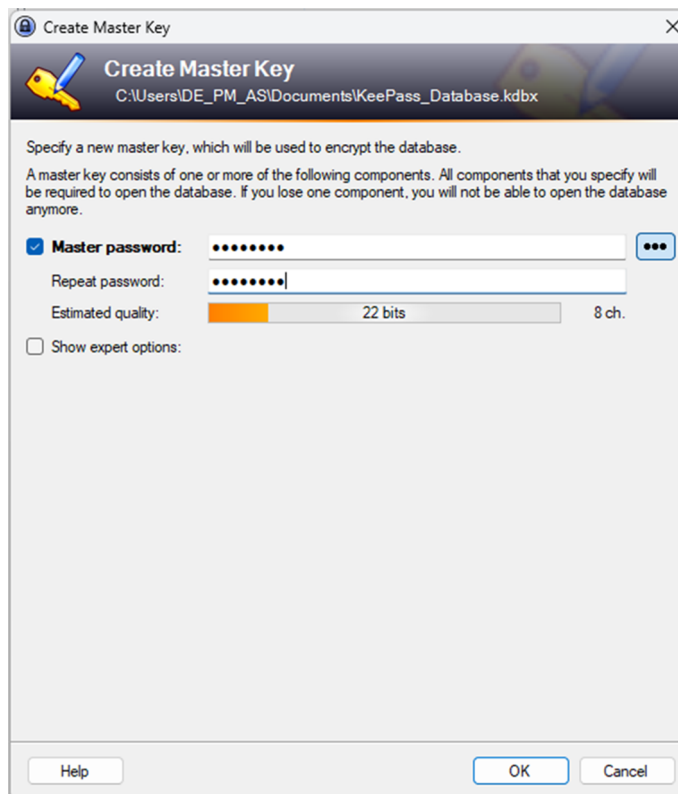 Create Master Key
Create Master Key
C:\Users\DE_PM_AS\Documents\KeePass_Database.kdbx
Specify a new master key, which will be used to encrypt the database.
A master key consists of one or more of the following components. All components that you specify will
be required to open the database. If you lose one component, you will not be able to open the database
anymore.
Master password: ●●●●●●●● ●●●
Repeat password: ●●●●●●●●
Estimated quality: 22 bits 8 ch.
Show expert options:
Help OK Cancel